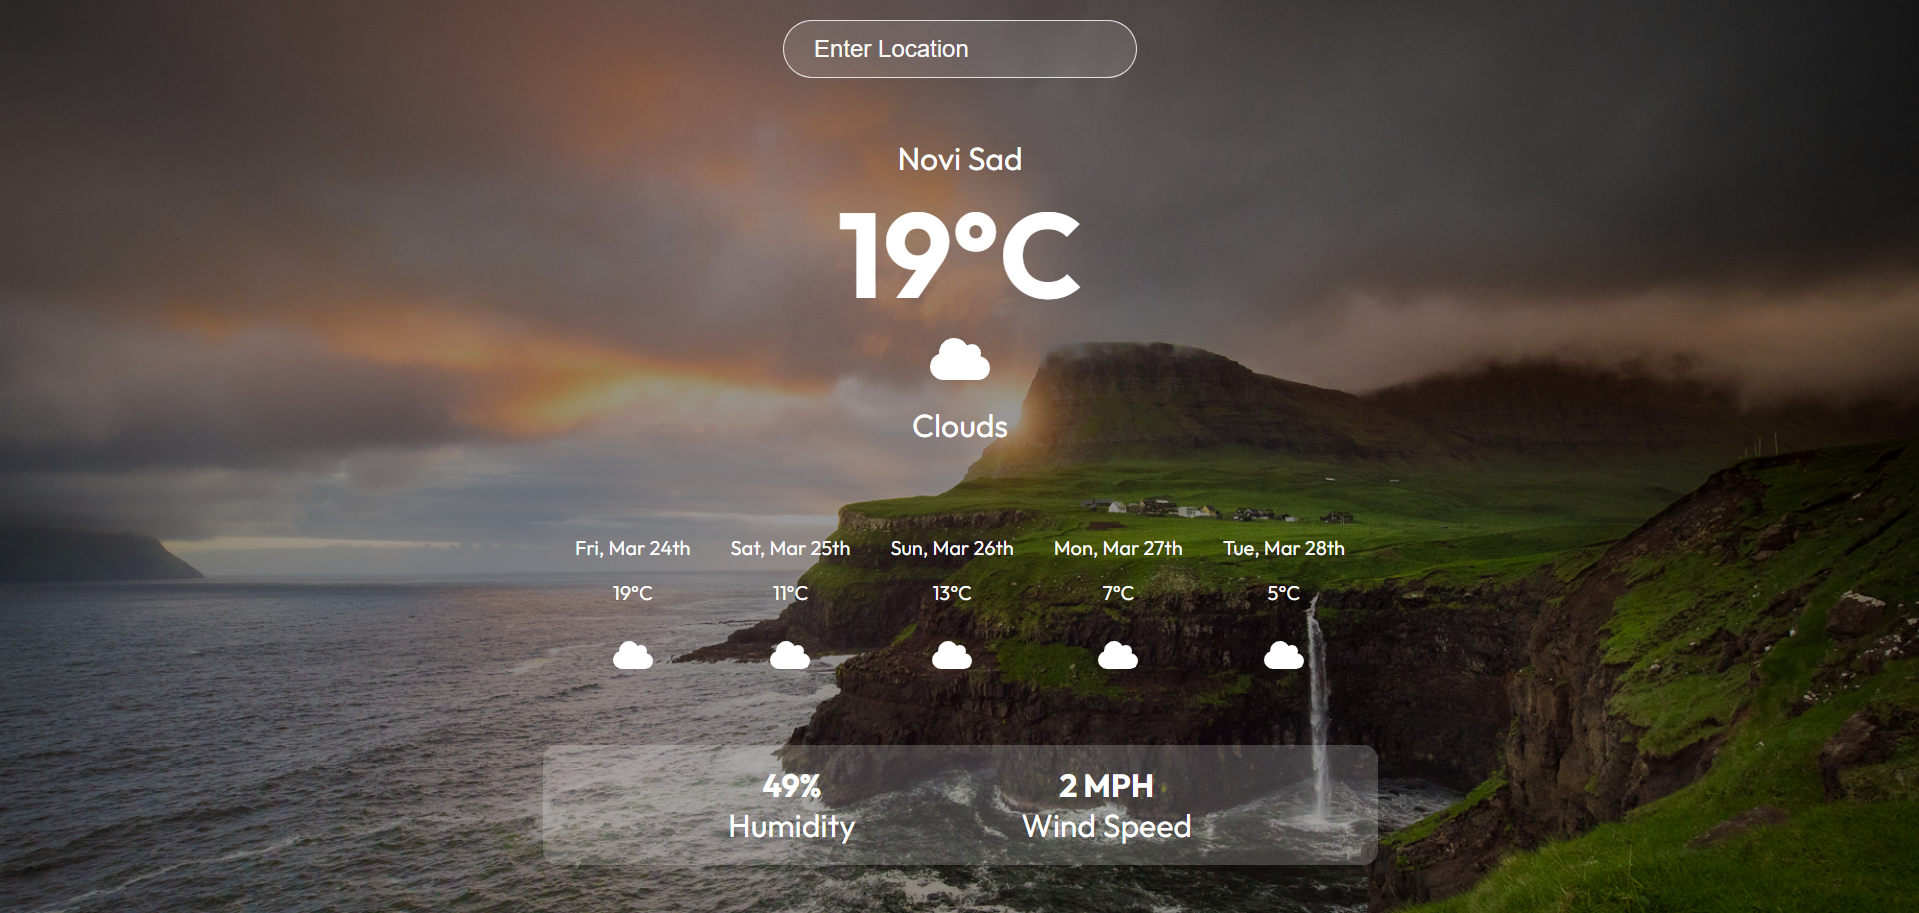 Enter Location
Novi Sad
19°C
Clouds
Fri, Mar 24th Sat, Mar 25th Sun, Mar 26th Mon, Mar 27th Tue, Mar 28th
19°C 11°C 13°C 7°C 5°C
49% 2 MPH
Humidity Wind Speed